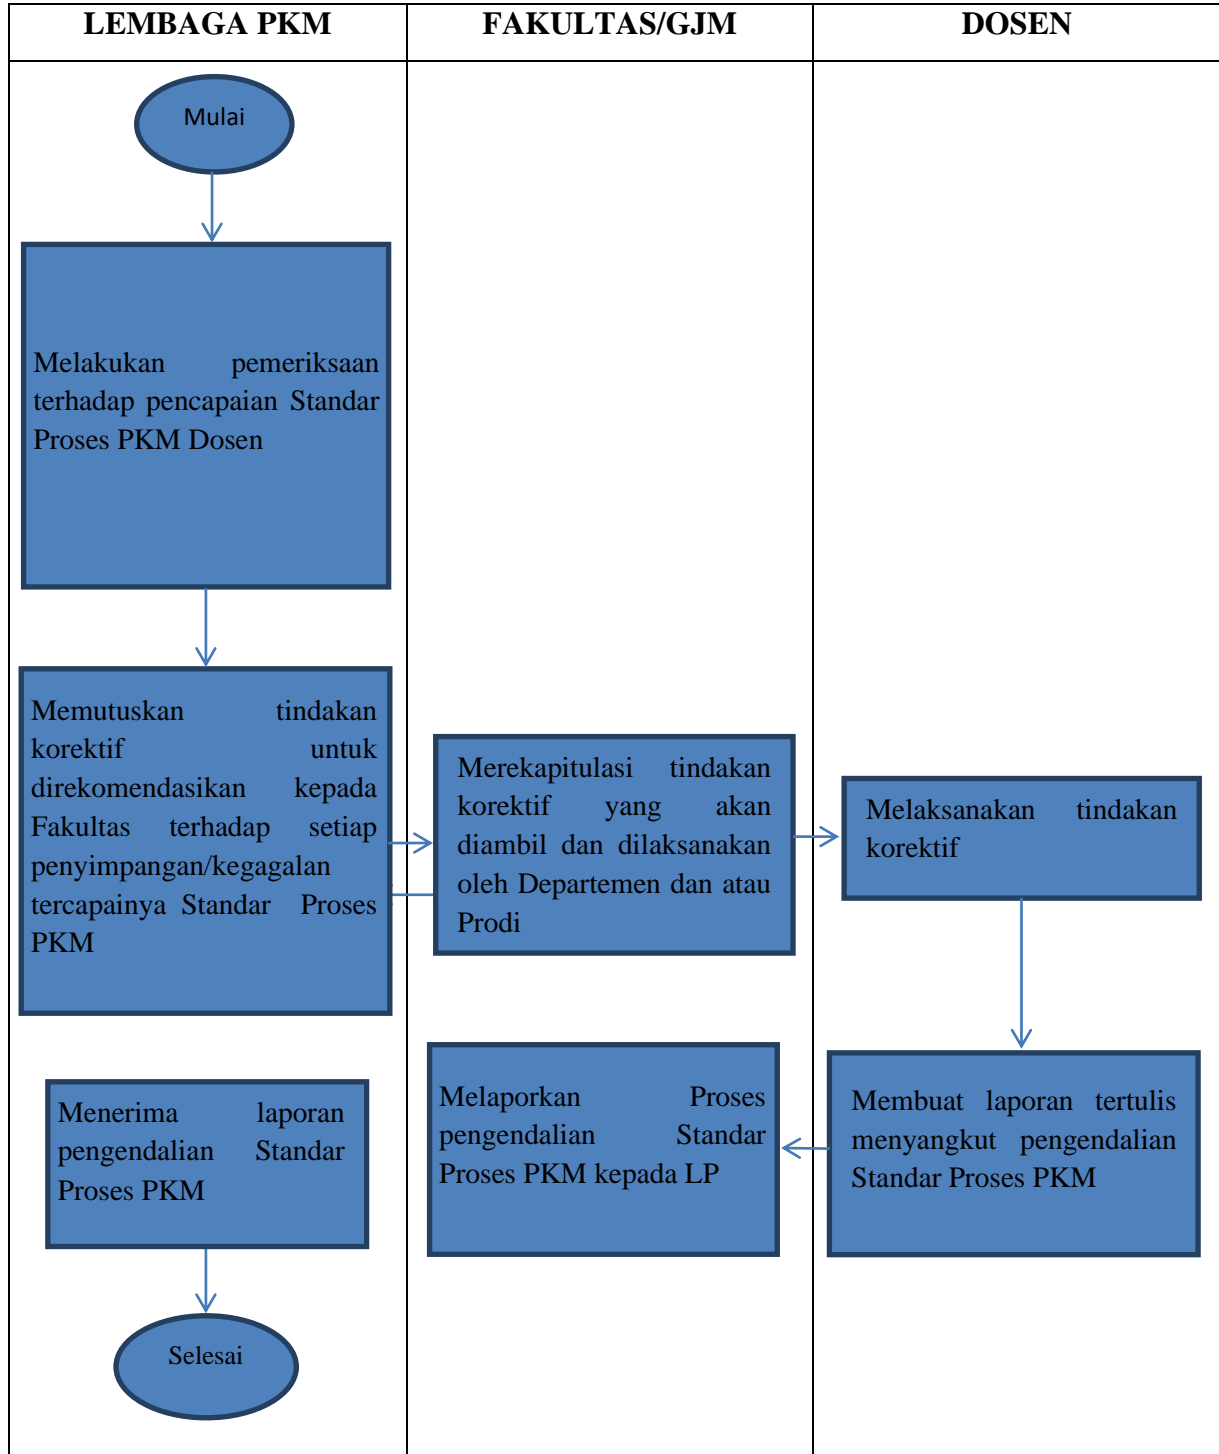 LEMBAGA PKM
FAKULTAS/GJM
DOSEN
Mulai
Melakukan pemeriksaan
terhadap pencapaian Standar
Proses PKM Dosen
Memutuskan tindakan
korektif untuk
direkomendasikan kepada
Fakultas terhadap setiap
penyimpangan/kegagalan
tercapainya Standar Proses
PKM
Merekapitulasi tindakan
korektif yang akan
diambil dan dilaksanakan
oleh Departemen dan atau
Prodi
Melaksanakan tindakan
korektif
Menerima laporan
pengendalian Standar
Proses PKM
Melaporkan Proses
pengendalian Standar
Proses PKM kepada LP
Membuat laporan tertulis
menyangkut pengendalian
Standar Proses PKM
Selesai